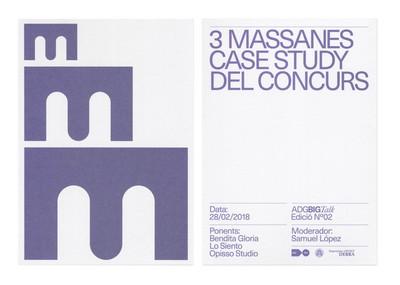 m
m
m
3 MASSANES
CASE STUDY
DEL CONCURS
Data:
28/02/2018
ADGBIGTalk
Edició Nº02
Ponents:
Bendita Gloria
Lo Siento
Opisso Studio
Moderador:
Samuel López